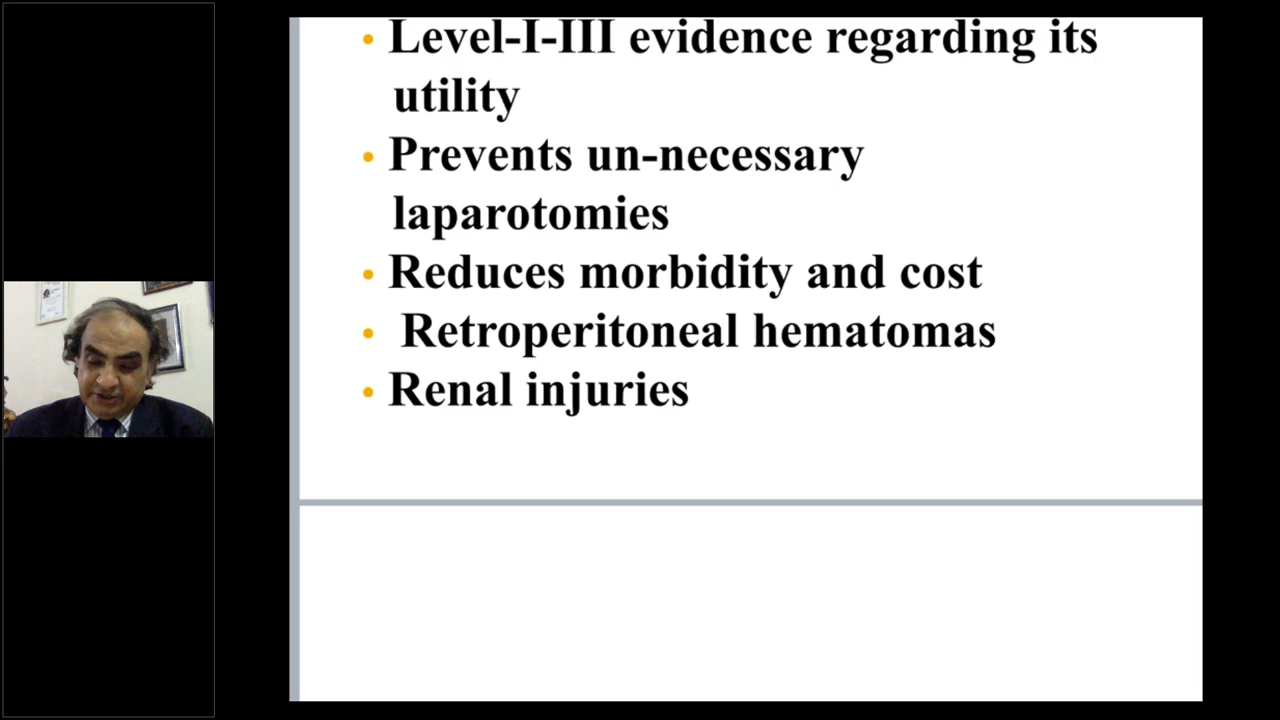 • Level-I-III evidence regarding its
utility
• Prevents un-necessary
laparotomies
• Reduces morbidity and cost
• Retroperitoneal hematomas
• Renal injuries